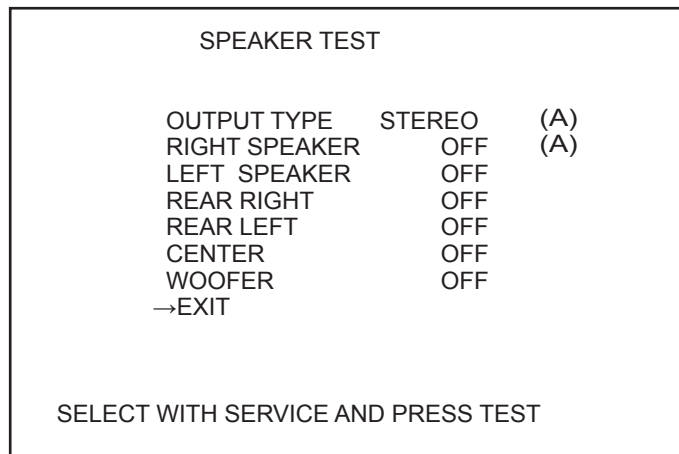 SPEAKER TEST
OUTPUT TYPE STEREO (A)
RIGHT SPEAKER OFF (A)
LEFT SPEAKER OFF
REAR RIGHT OFF
REAR LEFT OFF
CENTER OFF
WOOFER OFF
→EXIT
SELECT WITH SERVICE AND PRESS TEST